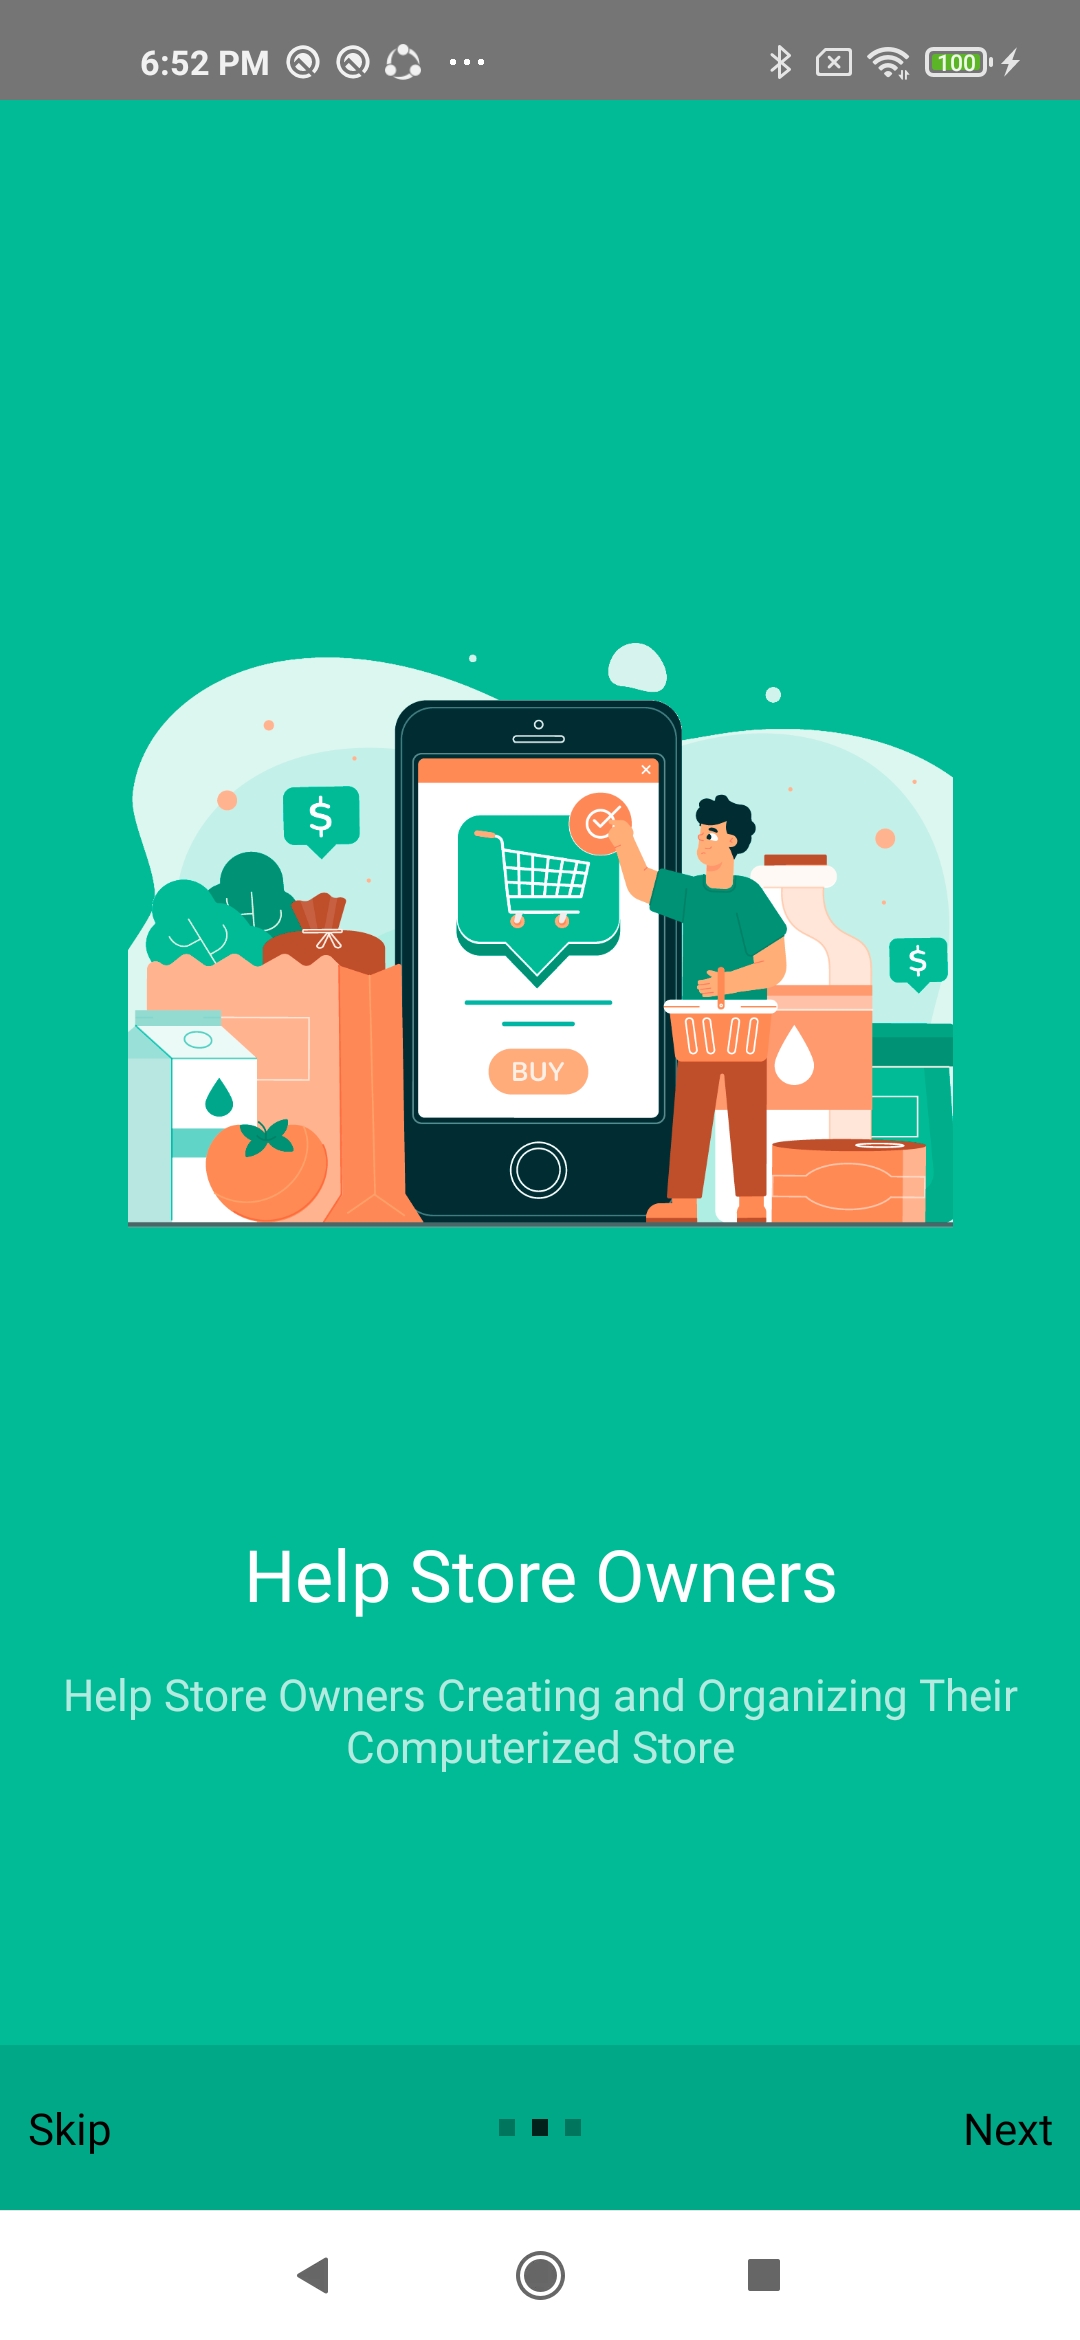 6:52 PM
100
$
$
BUY
Help Store Owners
Help Store Owners Creating and Organizing Their
Computerized Store
Skip
Next